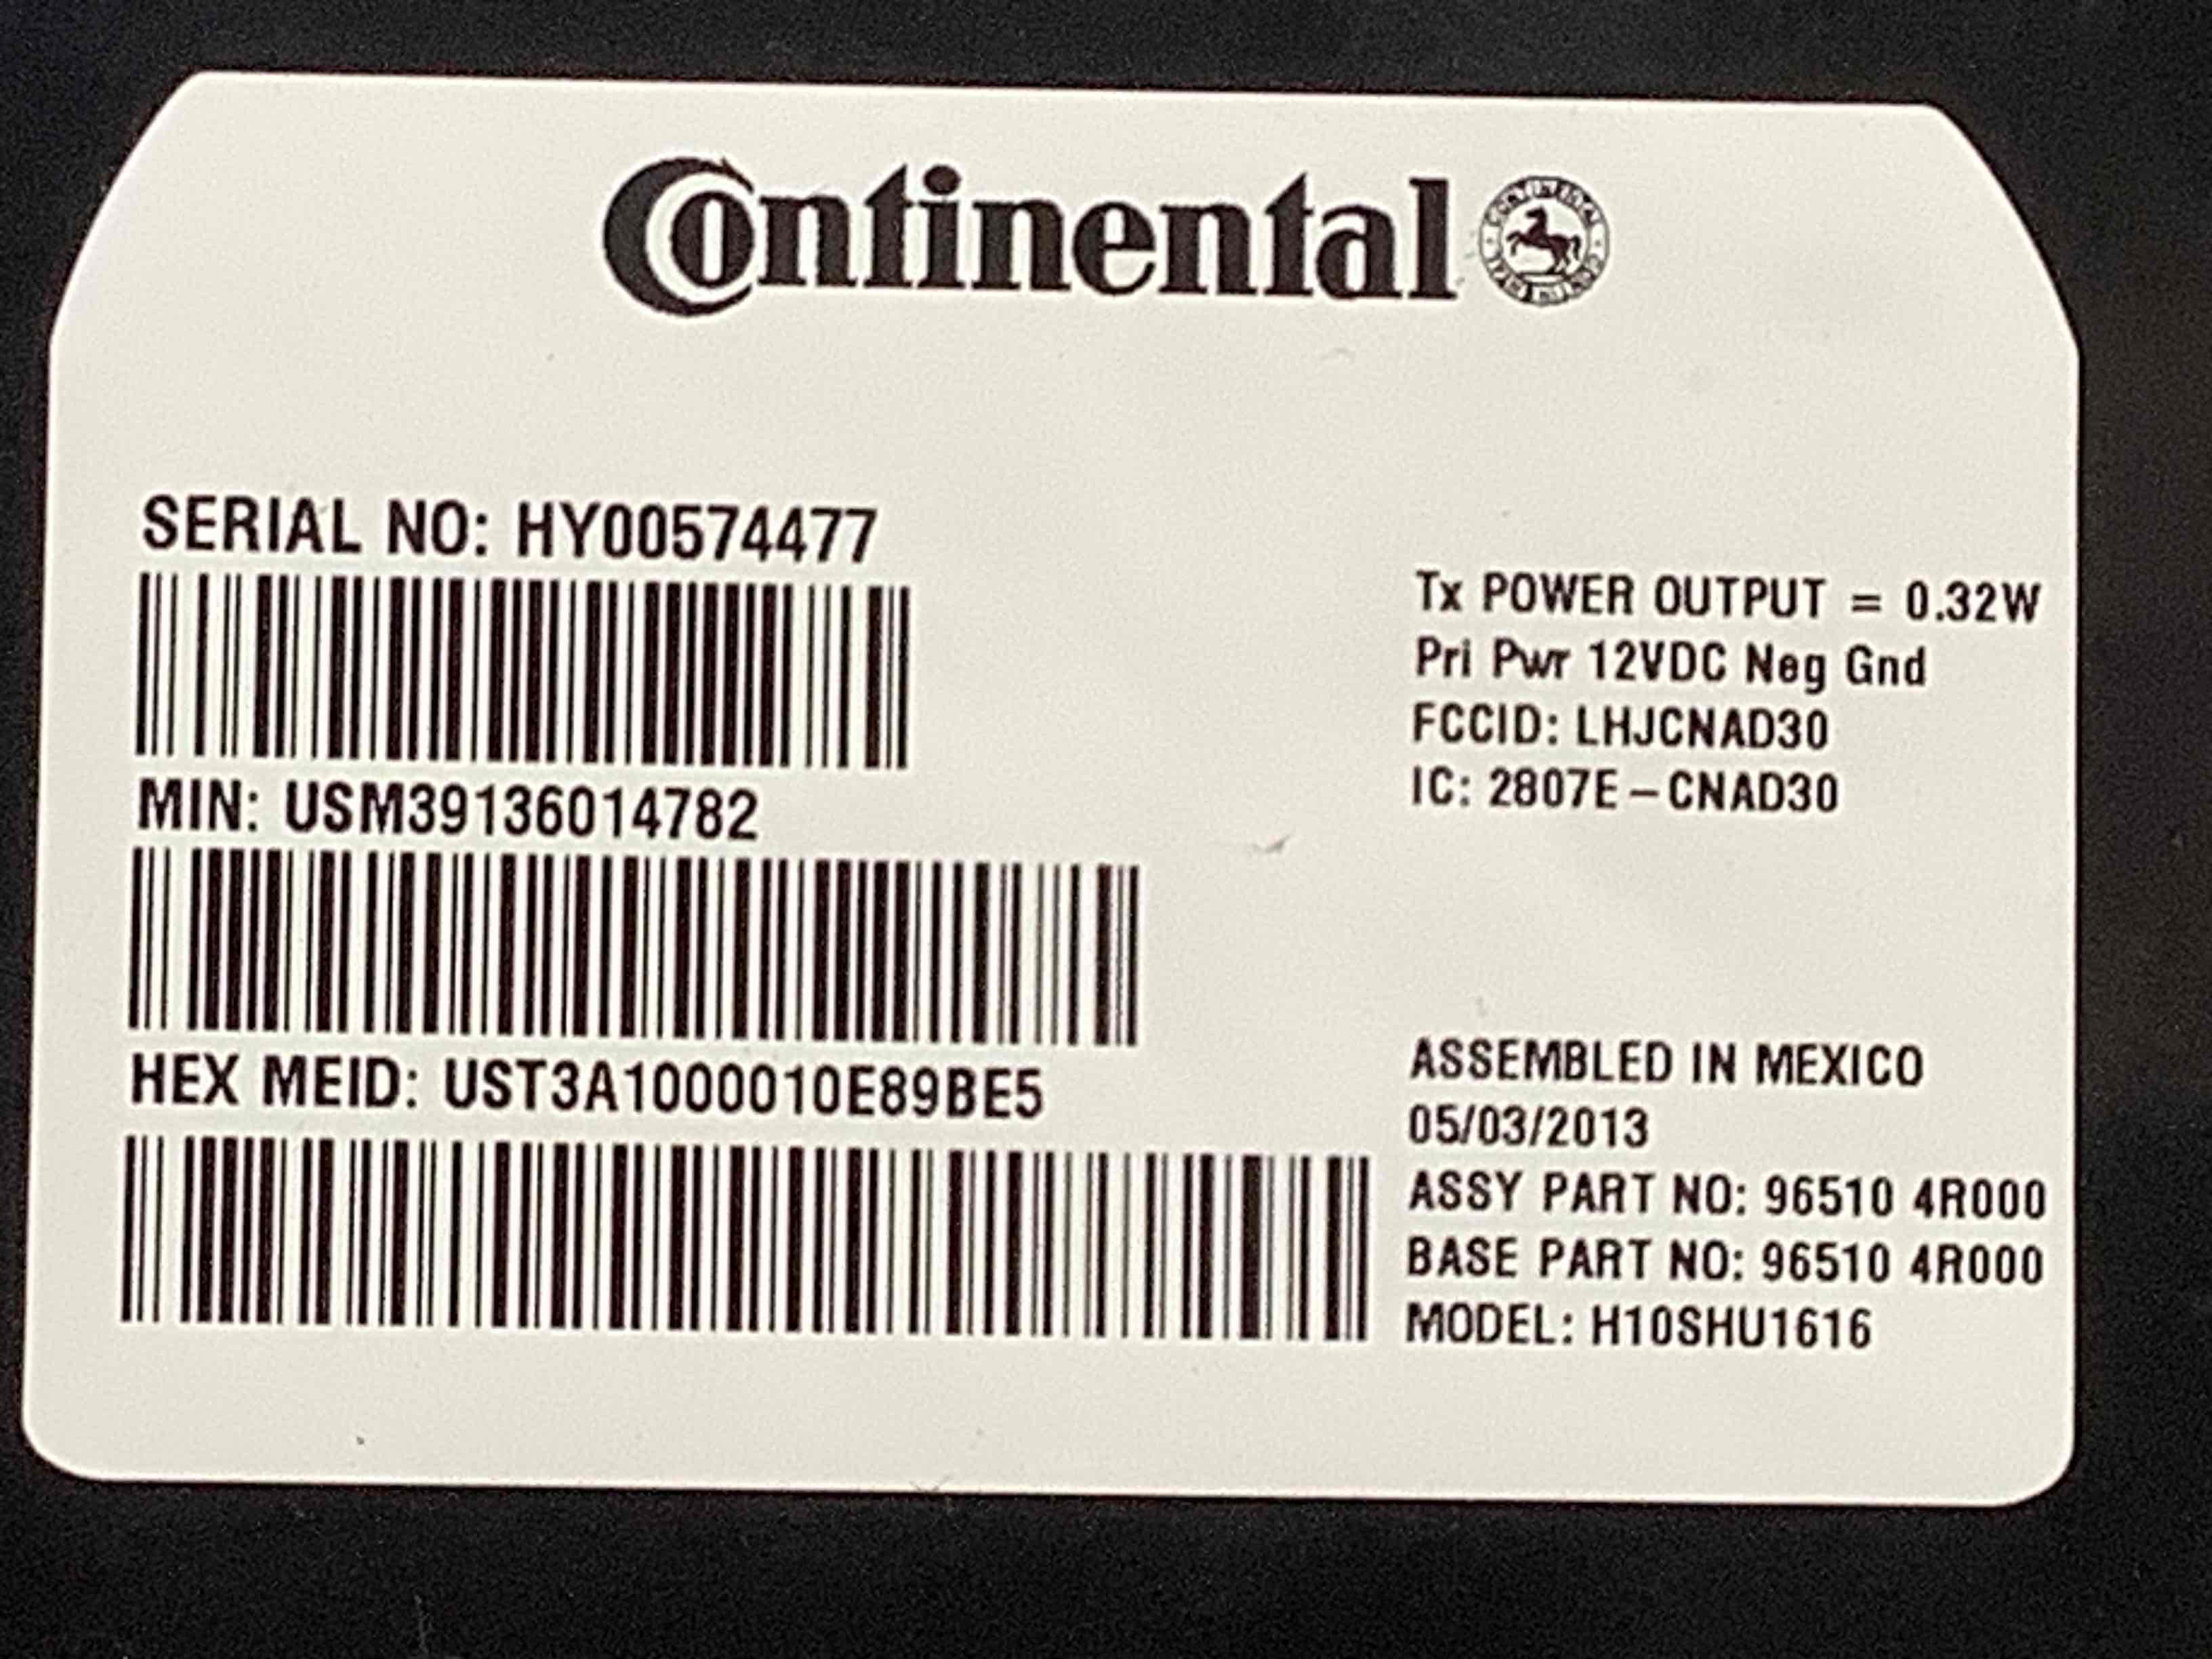 Continental
SERIAL NO: HY00574477
MIN: USM39136014782
HEX MEID: UST3A1000010E89BE5
Tx POWER OUTPUT = 0.32W
Pri Pwr 12VDC Neg Gnd
FCCID: LHJCNAD30
IC: 2807E-CNAD30
ASSEMBLED IN MEXICO
05/03/2013
ASSY PART NO: 96510 4R000
BASE PART NO: 96510 4R000
MODEL: H10SHU1616